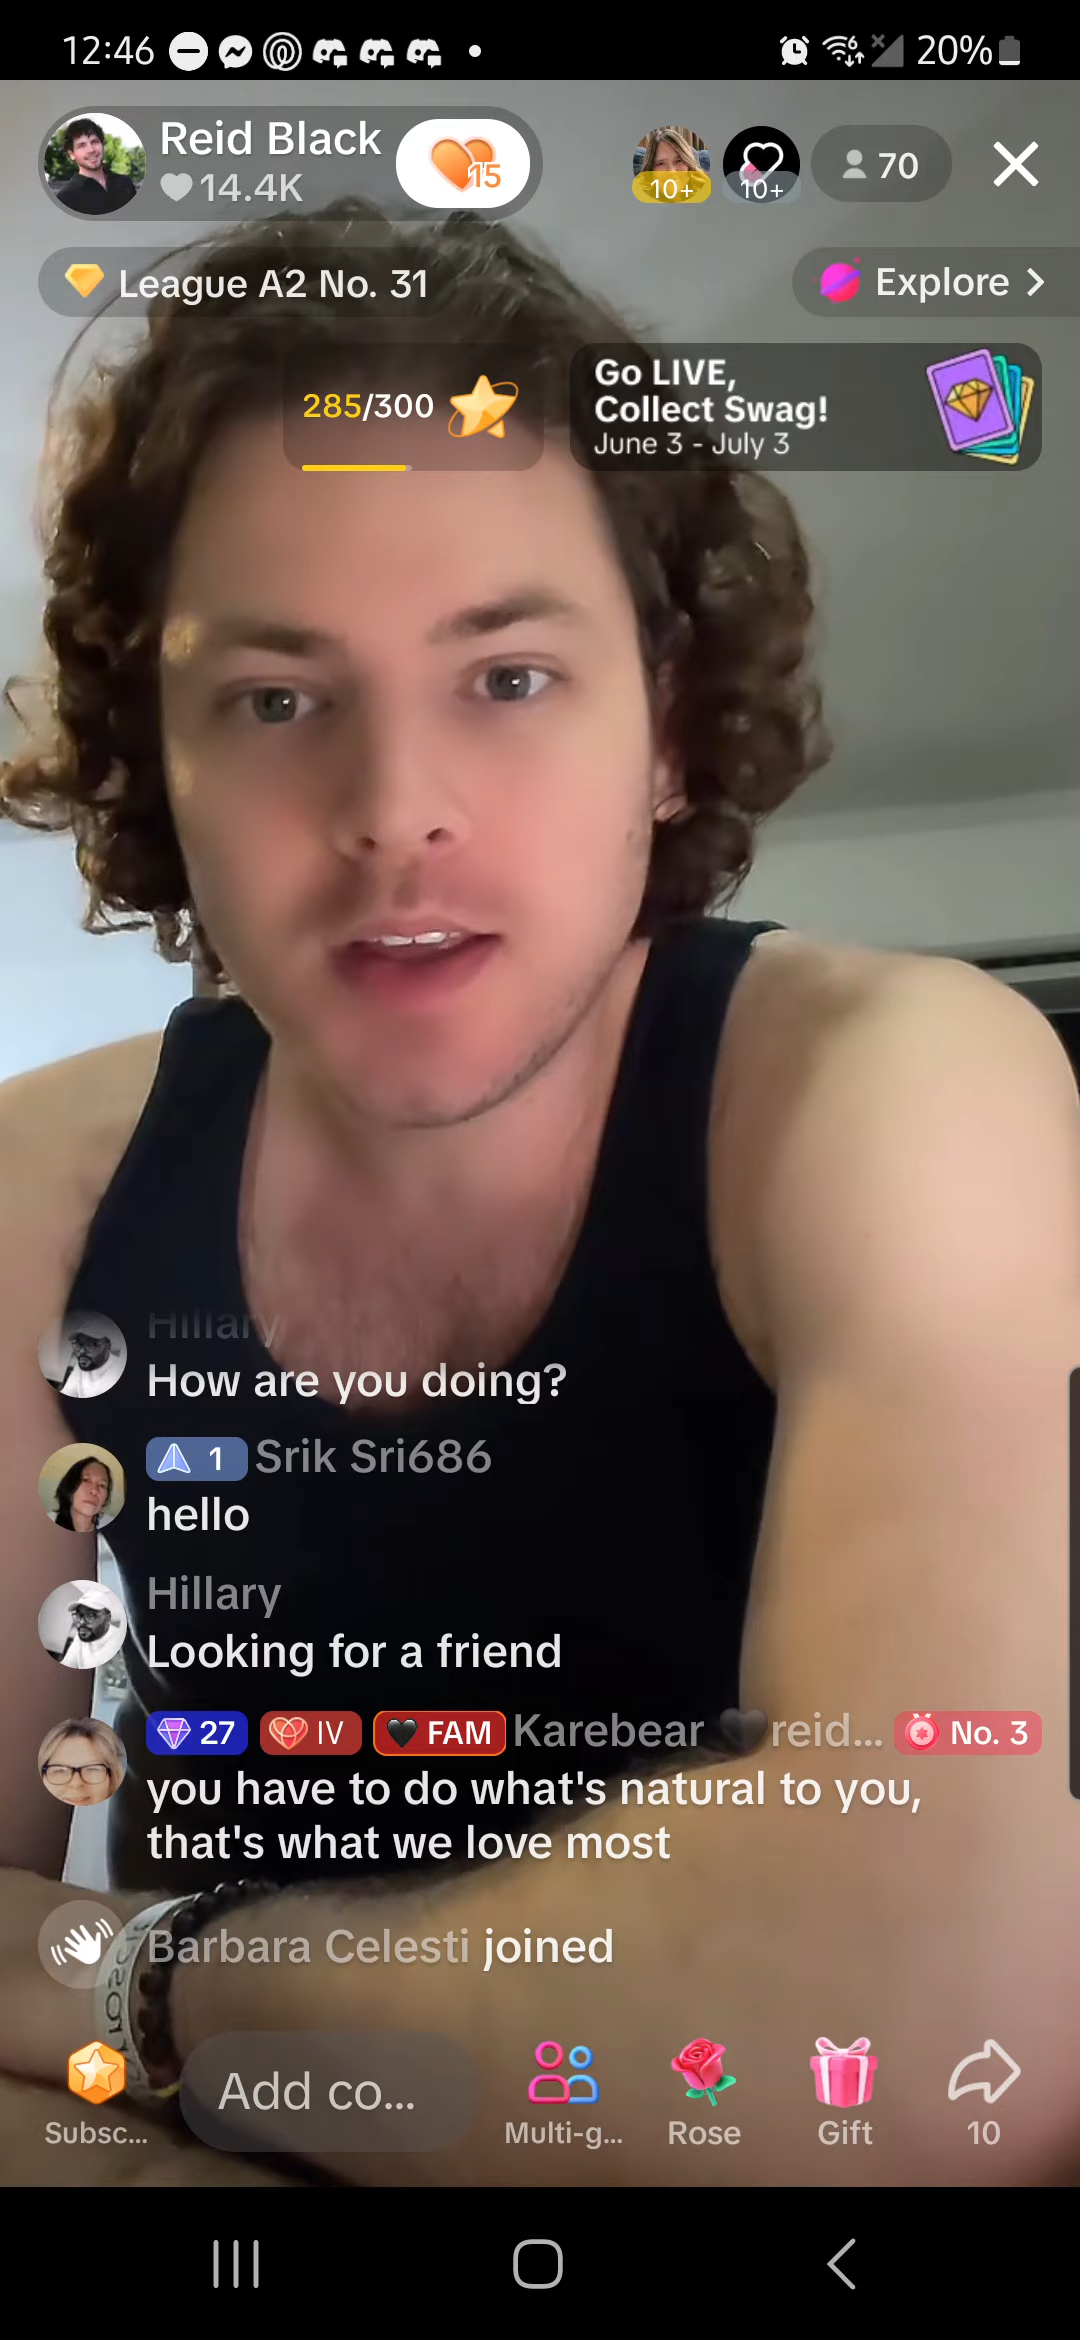 12:46
20%
Reid Black
14.4K
15
10+
10+
70
League A2 No. 31
Explore
285/300
Go LIVE,
Collect Swag!
June 3 - July 3
Hillary
How are you doing?
1 Srik Sri686
hello
Hillary
Looking for a friend
27 IV FAM Karebear 🖤reid... No. 3
you have to do what's natural to you,
that's what we love most
Barbara Celesti joined
Subsc...
Add co...
Multi-g...
Rose
Gift
10